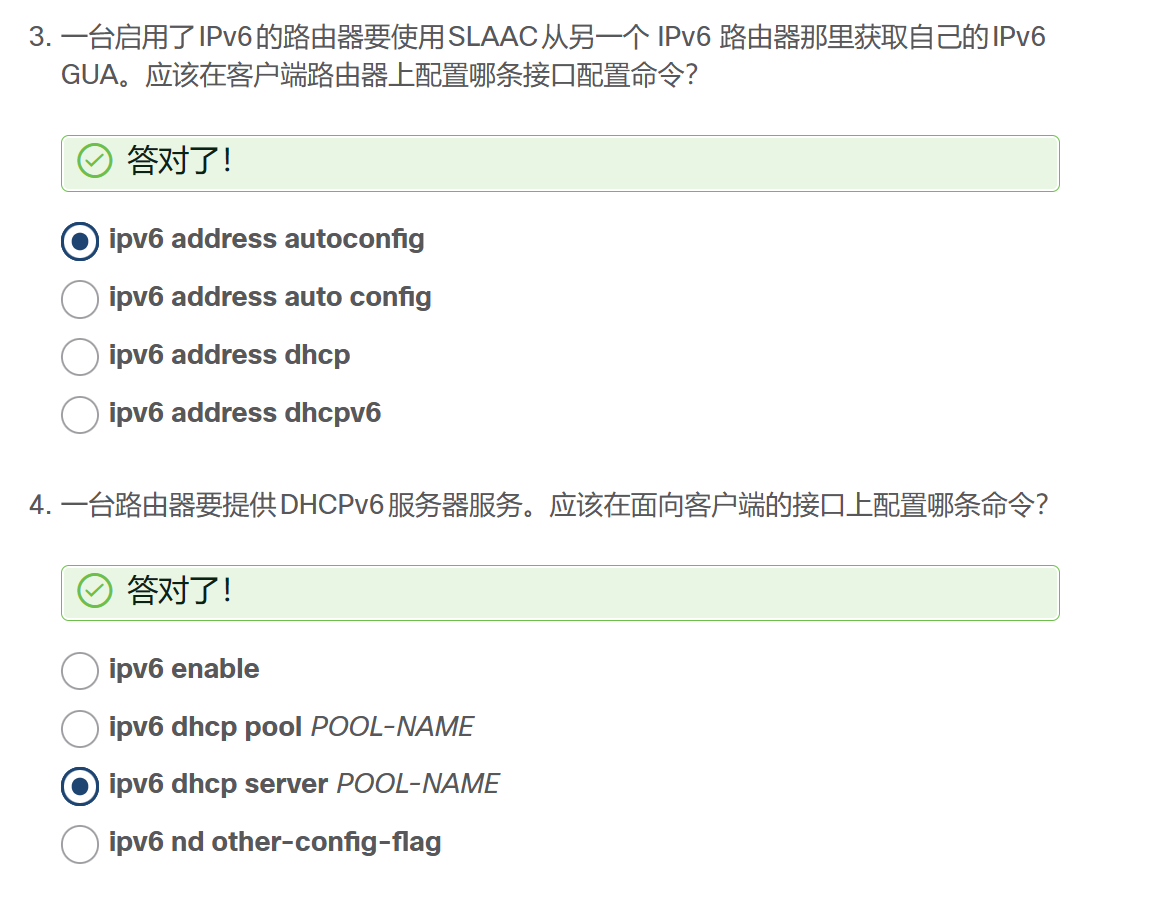 3. 一台启用了IPv6的路由器要使用SLAAC从另一个 IPv6 路由器那里获取自己的IPv6
GUA。应该在客户端路由器上配置哪条接口配置命令？
答对了！
ipv6 address autoconfig
ipv6 address auto config
ipv6 address dhcp
ipv6 address dhcpv6
4. 一台路由器要提供DHCPv6服务器服务。应该在面向客户端的接口上配置哪条命令？
答对了！
ipv6 enable
ipv6 dhcp pool POOL-NAME
ipv6 dhcp server POOL-NAME
ipv6 nd other-config-flag